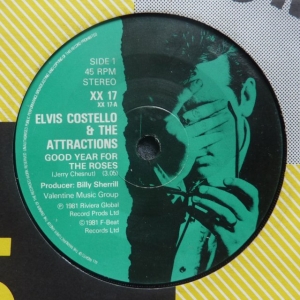 SIDE 1
45 RPM
STEREO
XX 17
XX 17-A
ELVIS COSTELLO
& THE
ATTRACTIONS
GOOD YEAR FOR
THE ROSES
(Jerry Chesnut) (3.05)
Producer: Billy Sherrill
Valentine Music Group
℗ 1981 Riviera Global
Record Prods Ltd
© 1981 F-Beat
Records Ltd